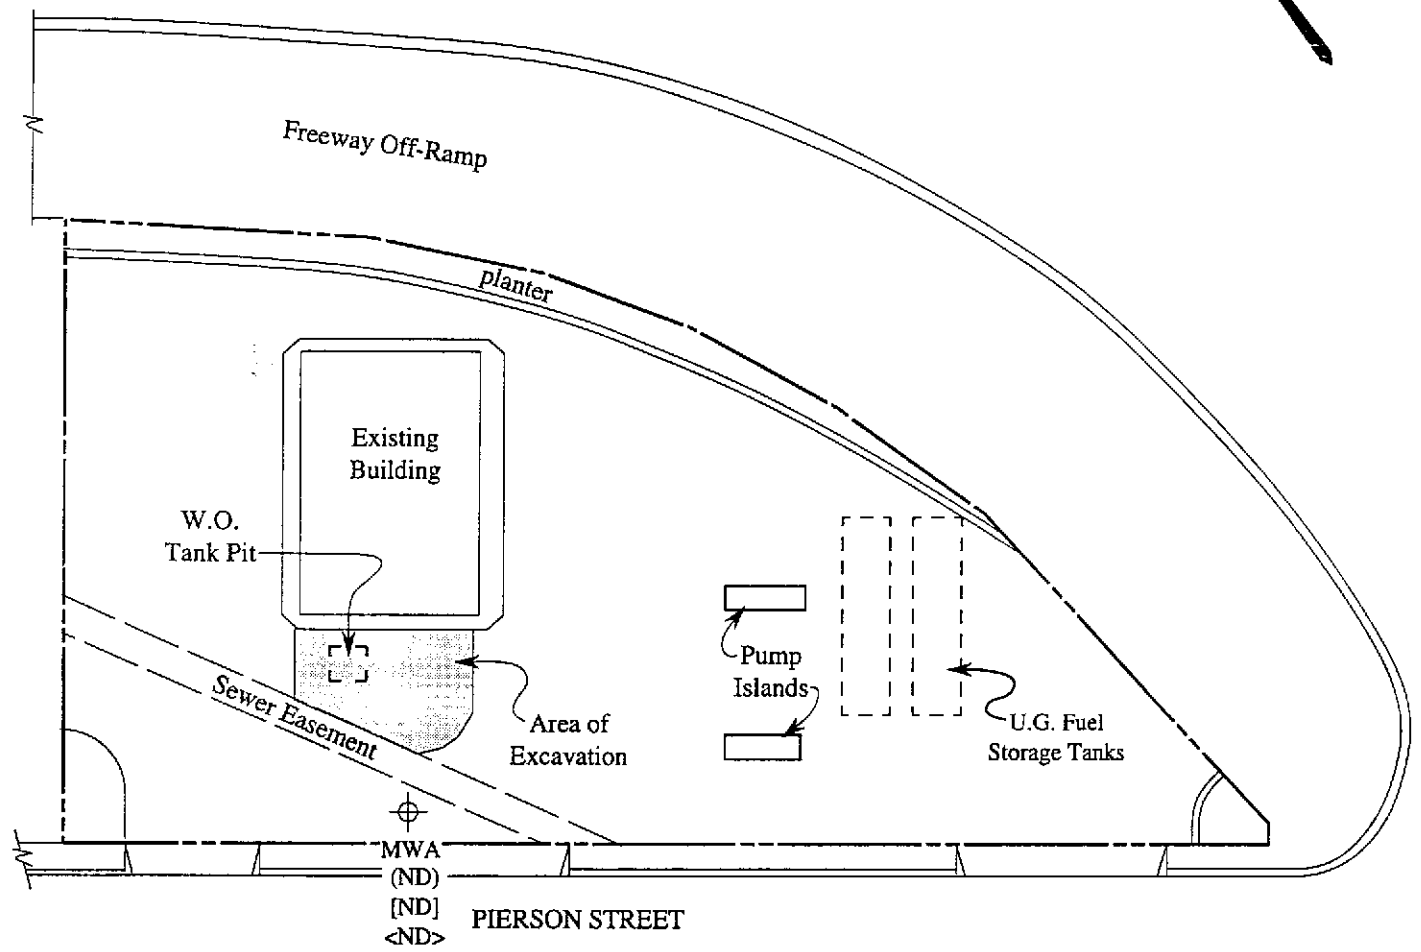 Freeway Off-Ramp
planter
Existing
Building
W.O.
Tank Pit
Pump
Islands
Sewer Easement
Area of
Excavation
U.G. Fuel
Storage Tanks
MWA
(ND)
[ND]
<ND>
PIERSON STREET